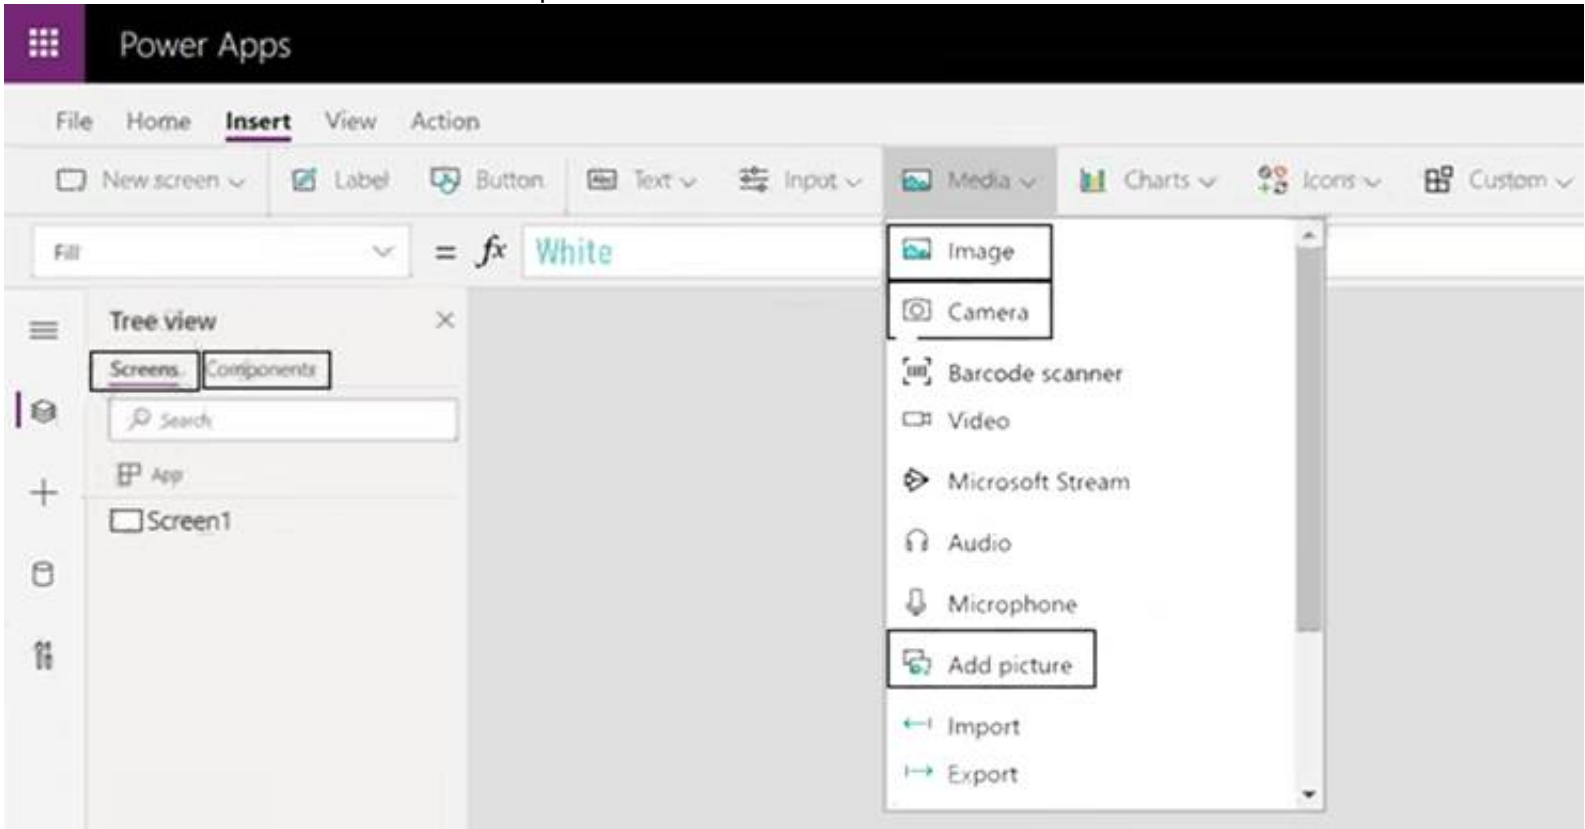 Power Apps
File Home Insert View Action
New screen Label Button Text Input Media Charts Icons Custom
Fill = fx White
Image
Tree view
Camera
Screens Components
Barcode scanner
Search
Video
App
Microsoft Stream
Screen1
Audio
Microphone
Add picture
Import
Export